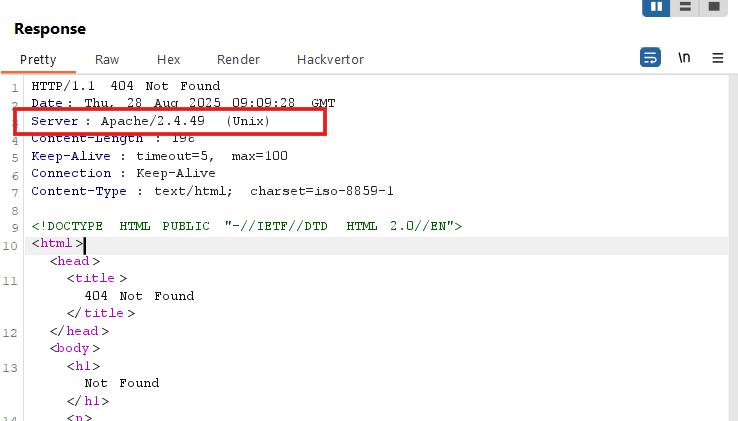 Response
Pretty Raw Hex Render Hackvertor \n
1 HTTP/1.1 404 Not Found
2 Date : Thu, 28 Aug 2025 09:09:28 GMT
3 Server : Apache/2.4.49 (Unix)
4 Content-Length : 196
5 Keep-Alive : timeout=5, max=100
6 Connection : Keep-Alive
7 Content-Type : text/html; charset=iso-8859-1
8
9 <!DOCTYPE HTML PUBLIC "-//IETF//DTD HTML 2.0//EN">
10 <html>
<head>
11 <title>
404 Not Found
</title>
12 </head>
<body>
13 <h1>
Not Found
</h1>
14 <p>